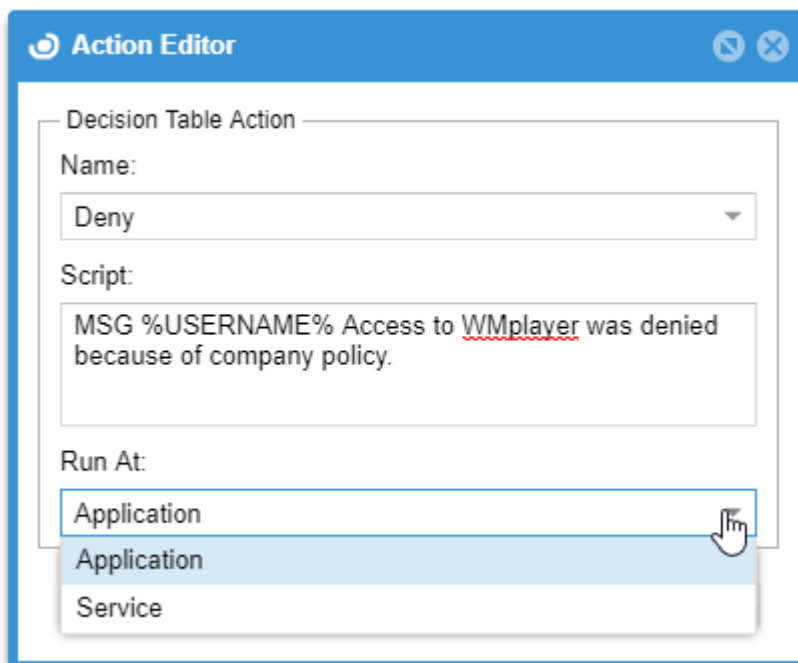 Action Editor
Decision Table Action
Name:
Deny
Script:
MSG %USERNAME% Access to WMplayer was denied
because of company policy.
Run At:
Application
Application
Service